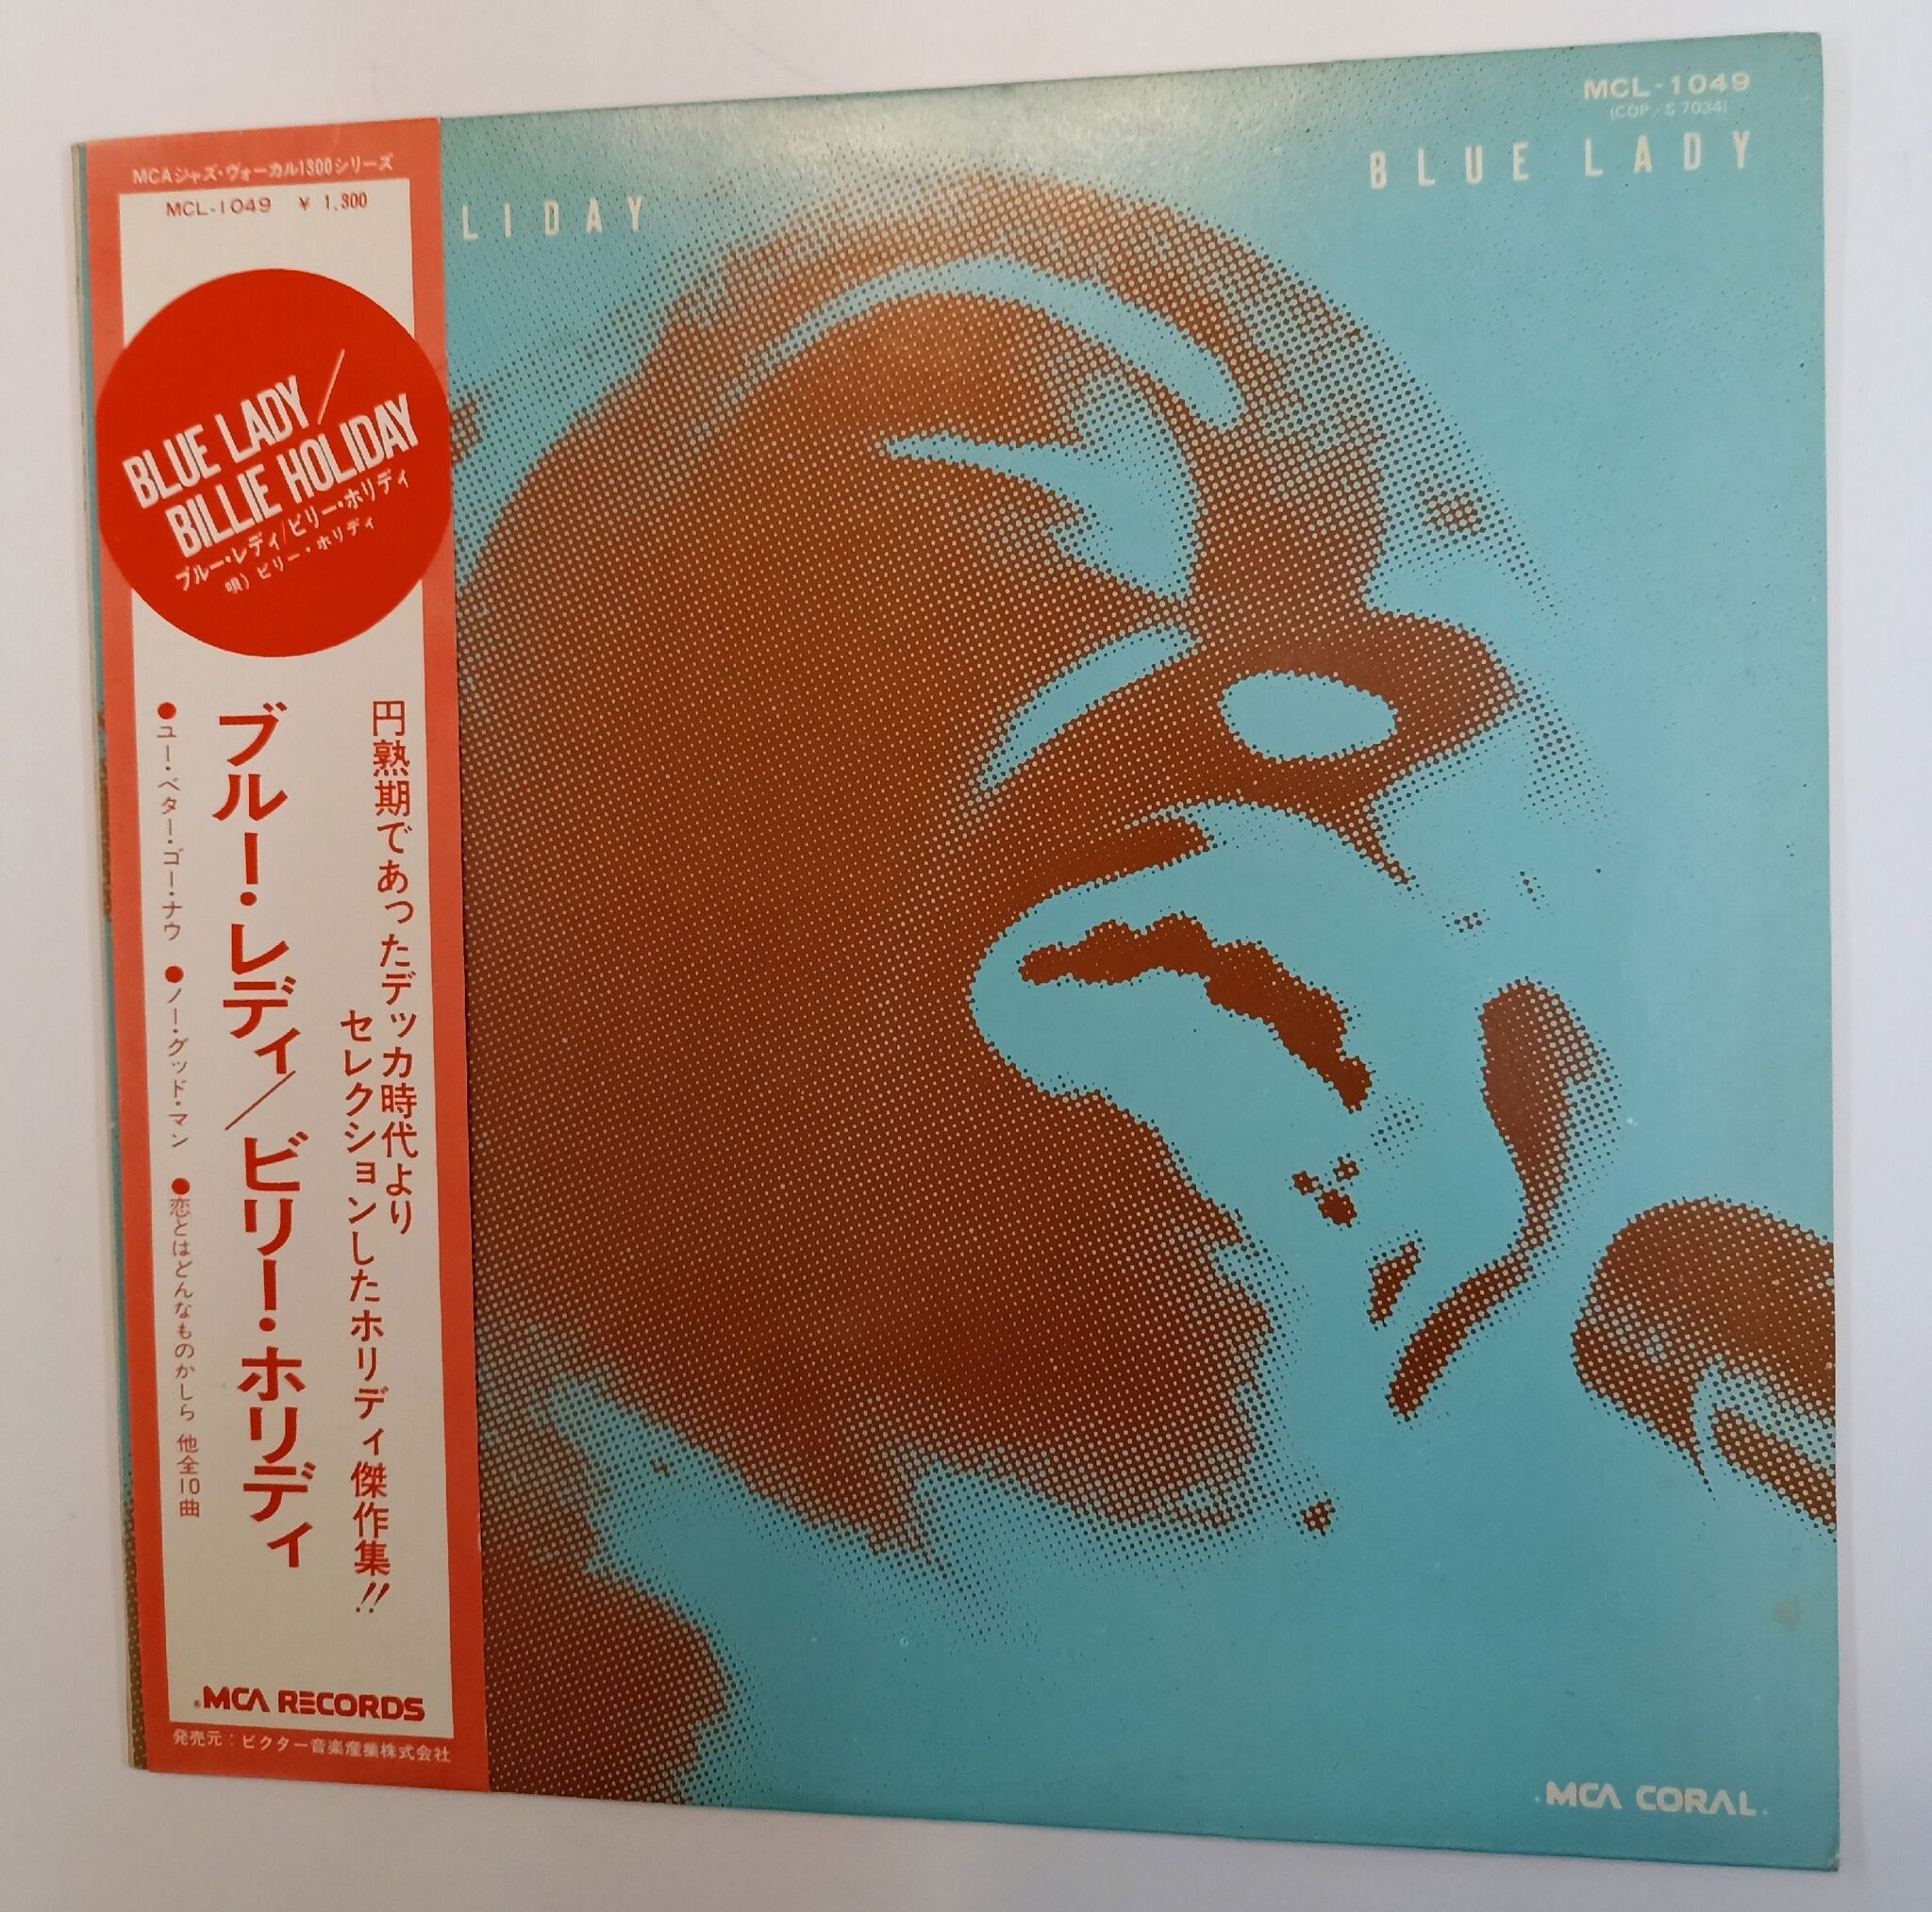 MCAジャズ・ヴォーカル1300シリーズ
MCL-1049 ¥ 1,300
BLUE LADY/
BILLIE HOLIDAY
ブルー・レディ/ビリー・ホリディ
唄)ビリー・ホリディ
円熟期であったデッカ時代より
セレクションしたホリディ傑作集!!
ブルー・レディ/ビリー・ホリディ
●ユー・ベター・ゴー・ナウ ●ノー・グッド・マン ●恋とはどんなものかしら 他全10曲
MCA RECORDS
発売元:ビクター音楽産業株式会社
LIDAY
MCL-1049
(COP／S 7034)
BLUE LADY
MCA CORAL